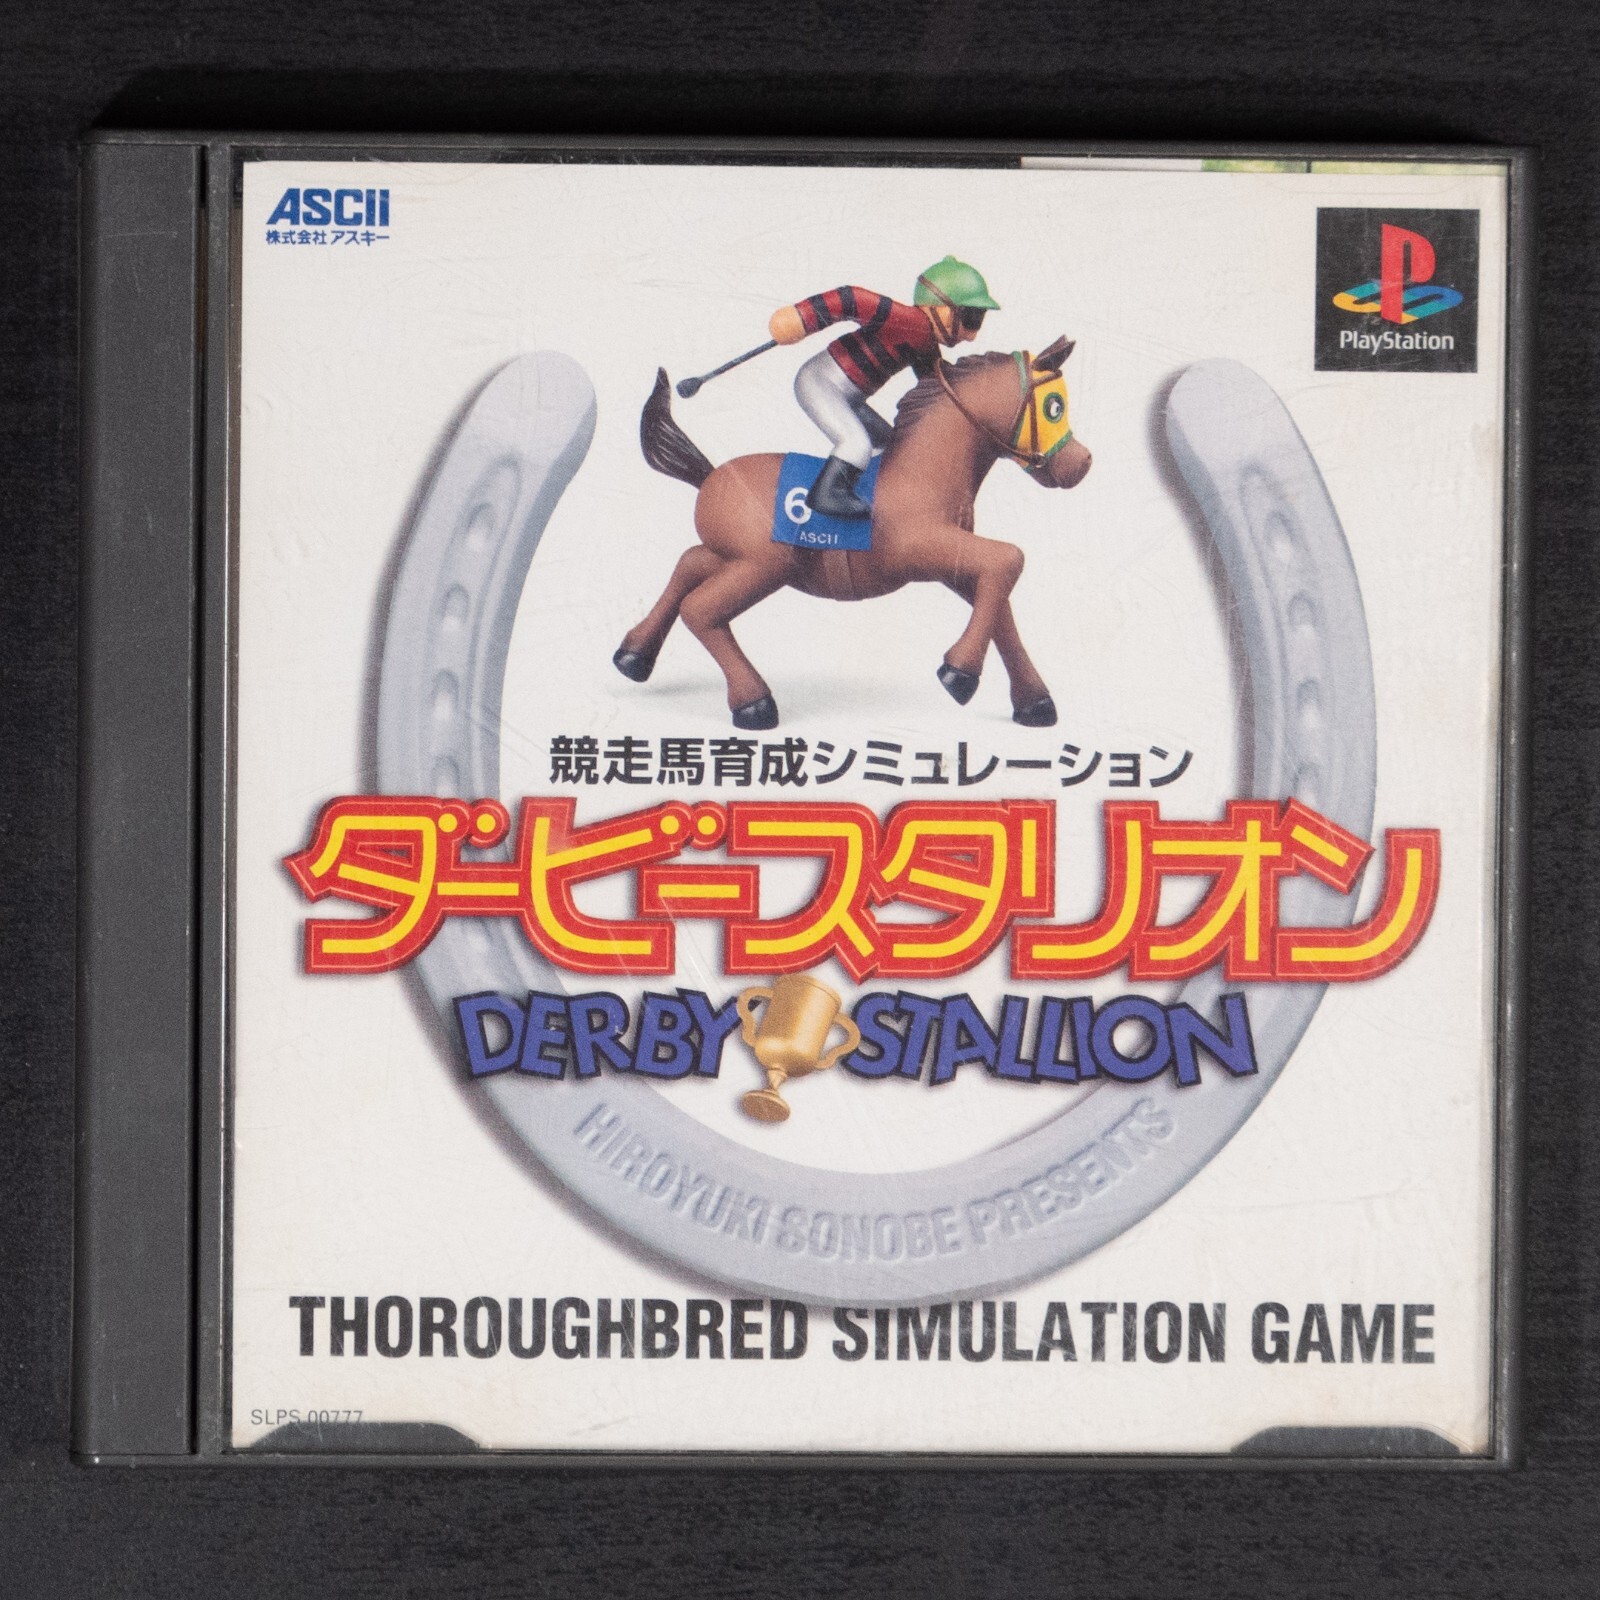 ASCII
株式会社アスキー
PlayStation
6
ASCII
競走馬育成シミュレーション
ダービースタリオン
DERBY STALLION
HIROYUKI SONOBE PRESENTS
THOROUGHBRED SIMULATION GAME
SLPS 00777